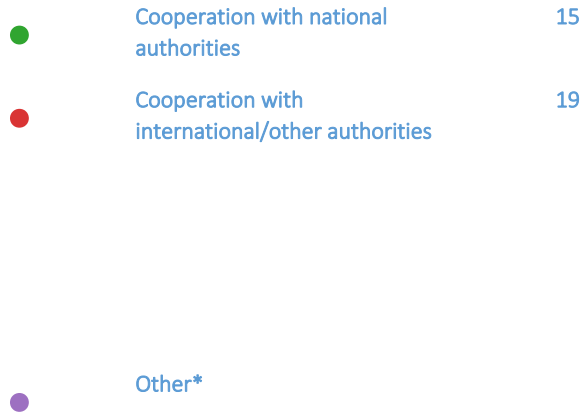 Cooperation with national 15
authorities
Cooperation with 19
international/other authorities
Other*